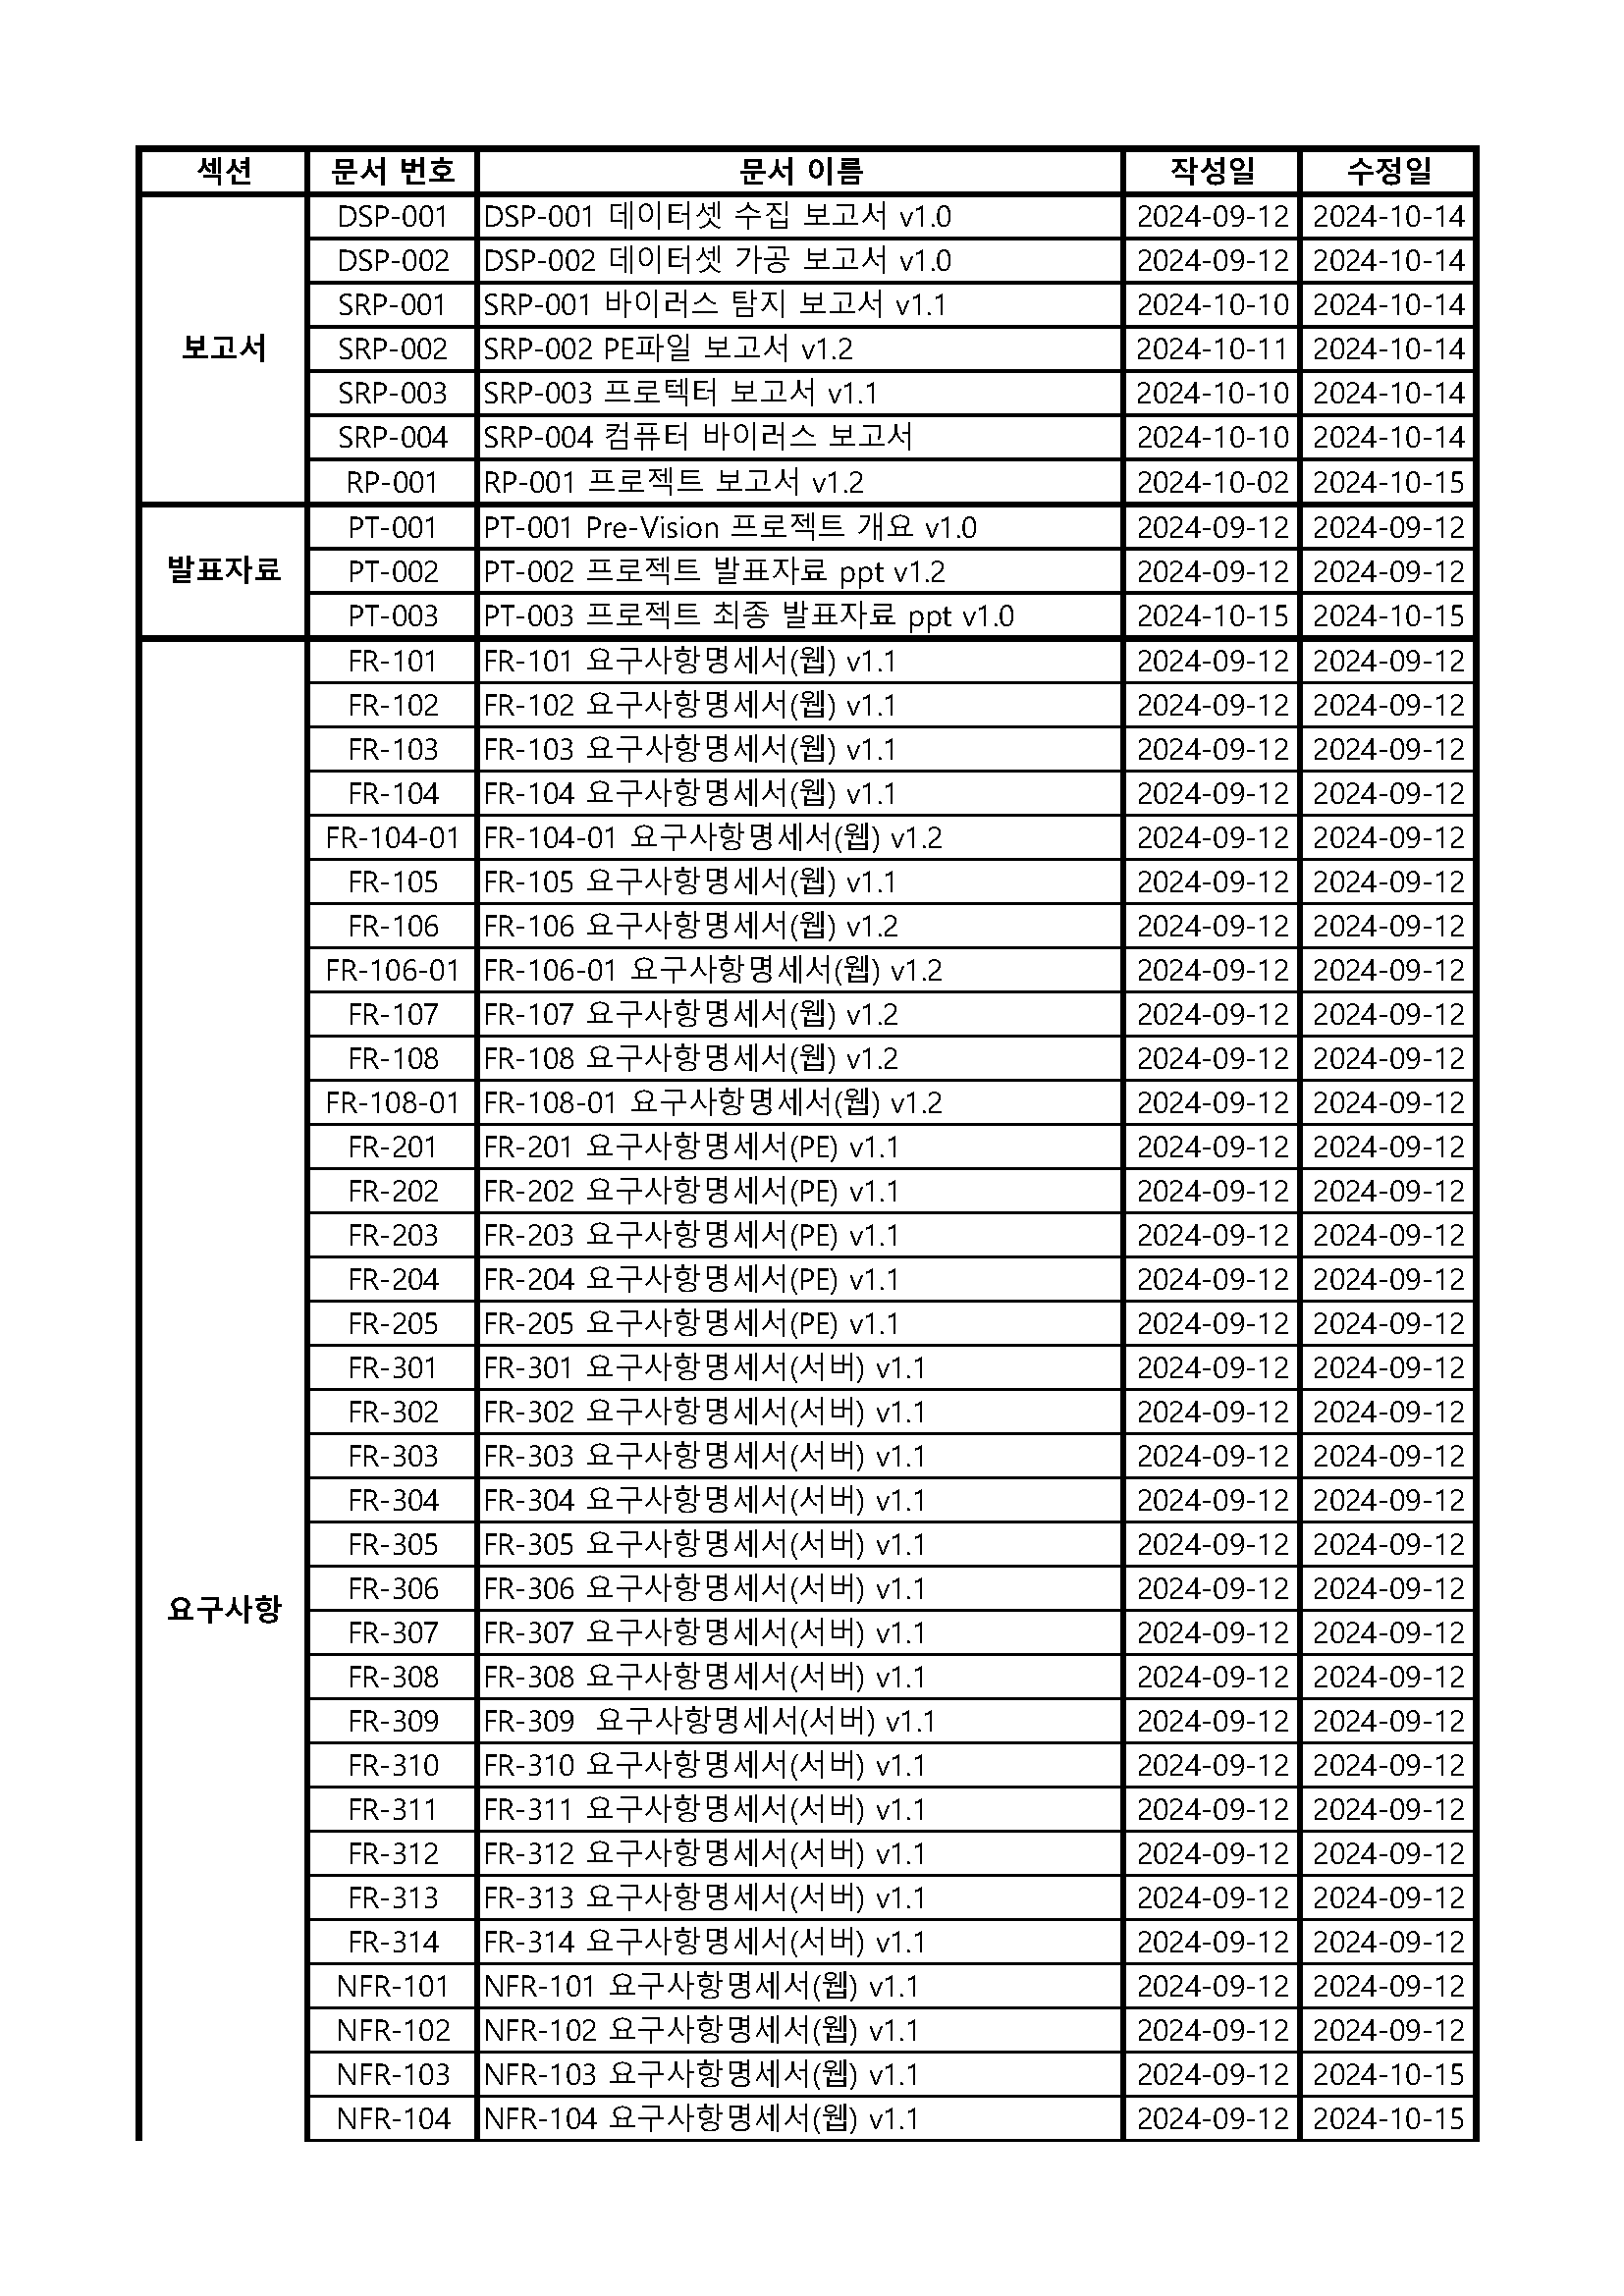 섹션 문서 번호 문서 이름 작성일 수정일
DSP-001 DSP-001 데이터셋 수집 보고서 v1.0 2024-09-12 2024-10-14
DSP-002 DSP-002 데이터셋 가공 보고서 v1.0 2024-09-12 2024-10-14
SRP-001 SRP-001 바이러스 탐지 보고서 v1.1 2024-10-10 2024-10-14
보고서 SRP-002 SRP-002 PE파일 보고서 v1.2 2024-10-11 2024-10-14
SRP-003 SRP-003 프로텍터 보고서 v1.1 2024-10-10 2024-10-14
SRP-004 SRP-004 컴퓨터 바이러스 보고서 2024-10-10 2024-10-14
RP-001 RP-001 프로젝트 보고서 v1.2 2024-10-02 2024-10-15
PT-001 PT-001 Pre-Vision 프로젝트 개요 v1.0 2024-09-12 2024-09-12
발표자료 PT-002 PT-002 프로젝트 발표자료 ppt v1.2 2024-09-12 2024-09-12
PT-003 PT-003 프로젝트 최종 발표자료 ppt v1.0 2024-10-15 2024-10-15
FR-101 FR-101 요구사항명세서(웹) v1.1 2024-09-12 2024-09-12
FR-102 FR-102 요구사항명세서(웹) v1.1 2024-09-12 2024-09-12
FR-103 FR-103 요구사항명세서(웹) v1.1 2024-09-12 2024-09-12
FR-104 FR-104 요구사항명세서(웹) v1.1 2024-09-12 2024-09-12
FR-104-01 FR-104-01 요구사항명세서(웹) v1.2 2024-09-12 2024-09-12
FR-105 FR-105 요구사항명세서(웹) v1.1 2024-09-12 2024-09-12
FR-106 FR-106 요구사항명세서(웹) v1.2 2024-09-12 2024-09-12
FR-106-01 FR-106-01 요구사항명세서(웹) v1.2 2024-09-12 2024-09-12
FR-107 FR-107 요구사항명세서(웹) v1.2 2024-09-12 2024-09-12
FR-108 FR-108 요구사항명세서(웹) v1.2 2024-09-12 2024-09-12
FR-108-01 FR-108-01 요구사항명세서(웹) v1.2 2024-09-12 2024-09-12
FR-201 FR-201 요구사항명세서(PE) v1.1 2024-09-12 2024-09-12
FR-202 FR-202 요구사항명세서(PE) v1.1 2024-09-12 2024-09-12
FR-203 FR-203 요구사항명세서(PE) v1.1 2024-09-12 2024-09-12
FR-204 FR-204 요구사항명세서(PE) v1.1 2024-09-12 2024-09-12
FR-205 FR-205 요구사항명세서(PE) v1.1 2024-09-12 2024-09-12
FR-301 FR-301 요구사항명세서(서버) v1.1 2024-09-12 2024-09-12
FR-302 FR-302 요구사항명세서(서버) v1.1 2024-09-12 2024-09-12
FR-303 FR-303 요구사항명세서(서버) v1.1 2024-09-12 2024-09-12
FR-304 FR-304 요구사항명세서(서버) v1.1 2024-09-12 2024-09-12
FR-305 FR-305 요구사항명세서(서버) v1.1 2024-09-12 2024-09-12
요구사항 FR-306 FR-306 요구사항명세서(서버) v1.1 2024-09-12 2024-09-12
FR-307 FR-307 요구사항명세서(서버) v1.1 2024-09-12 2024-09-12
FR-308 FR-308 요구사항명세서(서버) v1.1 2024-09-12 2024-09-12
FR-309 FR-309  요구사항명세서(서버) v1.1 2024-09-12 2024-09-12
FR-310 FR-310 요구사항명세서(서버) v1.1 2024-09-12 2024-09-12
FR-311 FR-311 요구사항명세서(서버) v1.1 2024-09-12 2024-09-12
FR-312 FR-312 요구사항명세서(서버) v1.1 2024-09-12 2024-09-12
FR-313 FR-313 요구사항명세서(서버) v1.1 2024-09-12 2024-09-12
FR-314 FR-314 요구사항명세서(서버) v1.1 2024-09-12 2024-09-12
NFR-101 NFR-101 요구사항명세서(웹) v1.1 2024-09-12 2024-09-12
NFR-102 NFR-102 요구사항명세서(웹) v1.1 2024-09-12 2024-09-12
NFR-103 NFR-103 요구사항명세서(웹) v1.1 2024-09-12 2024-10-15
NFR-104 NFR-104 요구사항명세서(웹) v1.1 2024-09-12 2024-10-15